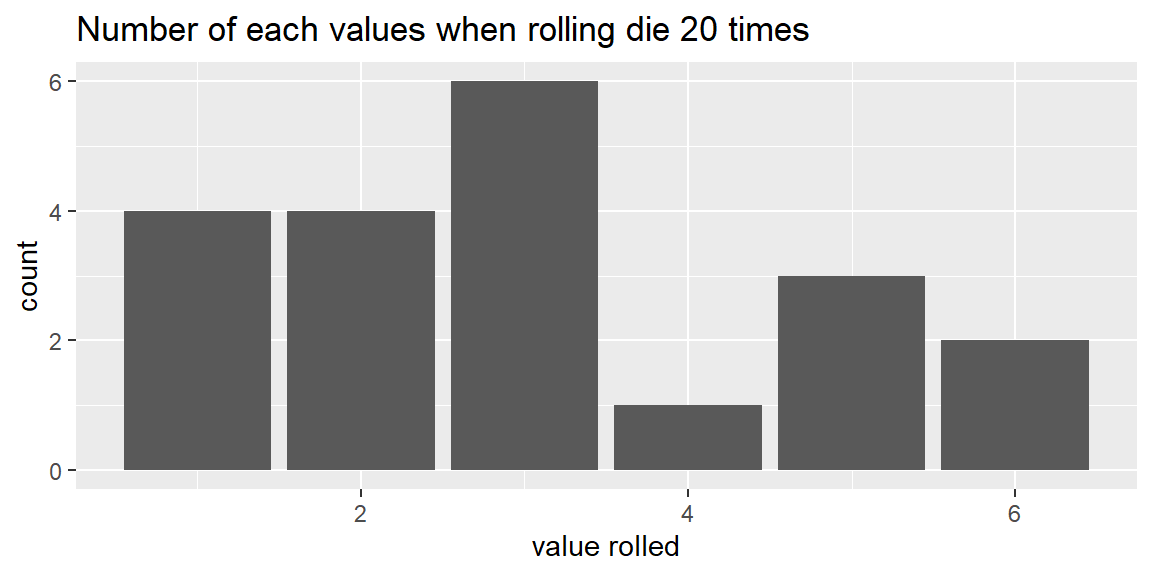 Number of each values when rolling die 20 times
6
4
2
0
count
2 4 6
value rolled